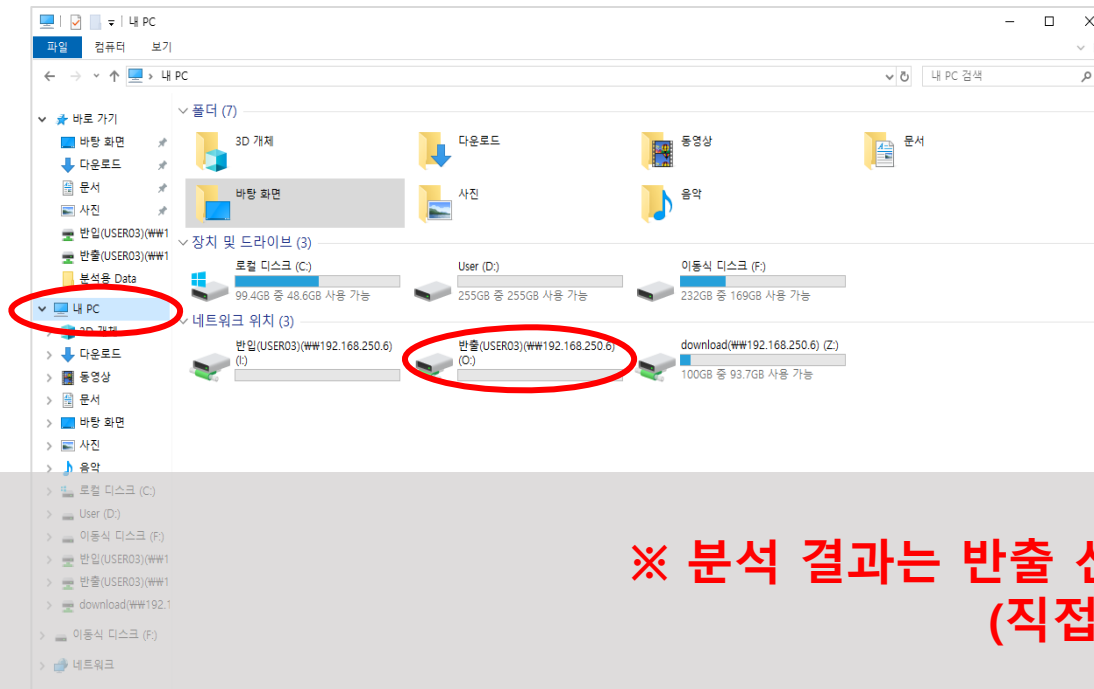 내 PC
파일 컴퓨터 보기
내 PC
내 PC 검색
바로 가기
바탕 화면
다운로드
문서
사진
반입(USER03)(₩₩1
반출(USER03)(₩₩1
분석용 Data
내 PC
3D 개체
다운로드
동영상
문서
바탕 화면
사진
음악
로컬 디스크 (C:)
User (D:)
이동식 디스크 (F:)
반입(USER03)(₩₩1
반출(USER03)(₩₩1
download(₩₩192.1
이동식 디스크 (F:)
네트워크
폴더 (7)
3D 개체
다운로드
동영상
문서
바탕 화면
사진
음악
장치 및 드라이브 (3)
로컬 디스크 (C:)
99.4GB 중 48.6GB 사용 가능
User (D:)
255GB 중 255GB 사용 가능
이동식 디스크 (F:)
232GB 중 169GB 사용 가능
네트워크 위치 (3)
반입(USER03)(₩₩192.168.250.6)
(I:)
반출(USER03)(₩₩192.168.250.6)
(O:)
download(₩₩192.168.250.6) (Z:)
100GB 중 93.7GB 사용 가능
※ 분석 결과는 반출
(직접